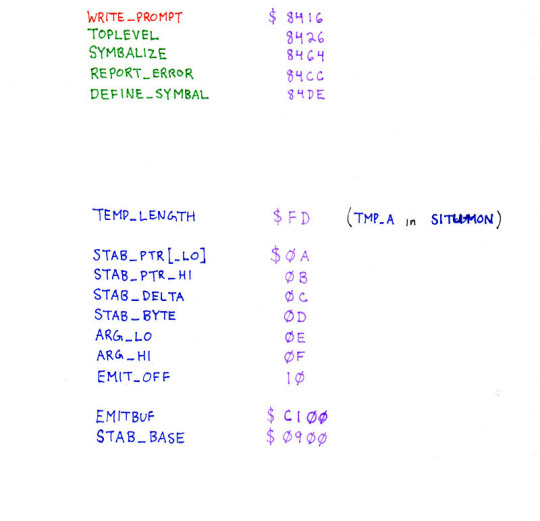 WRITE_PROMPT $ 8416
TOPLEVEL 8426
SYMBALIZE 8464
REPORT_ERROR 84CC
DEFINE_SYMBAL 84DE
TEMP_LENGTH $ FD (TMP_A in SITUMON)
STAB_PTR[_LO] $ ØA
STAB_PTR_HI ØB
STAB_DELTA ØC
STAB_BYTE ØD
ARG_LO ØE
ARG_HI ØF
EMIT_OFF 1Ø
EMITBUF $ C1ØØ
STAB_BASE $ Ø9ØØ